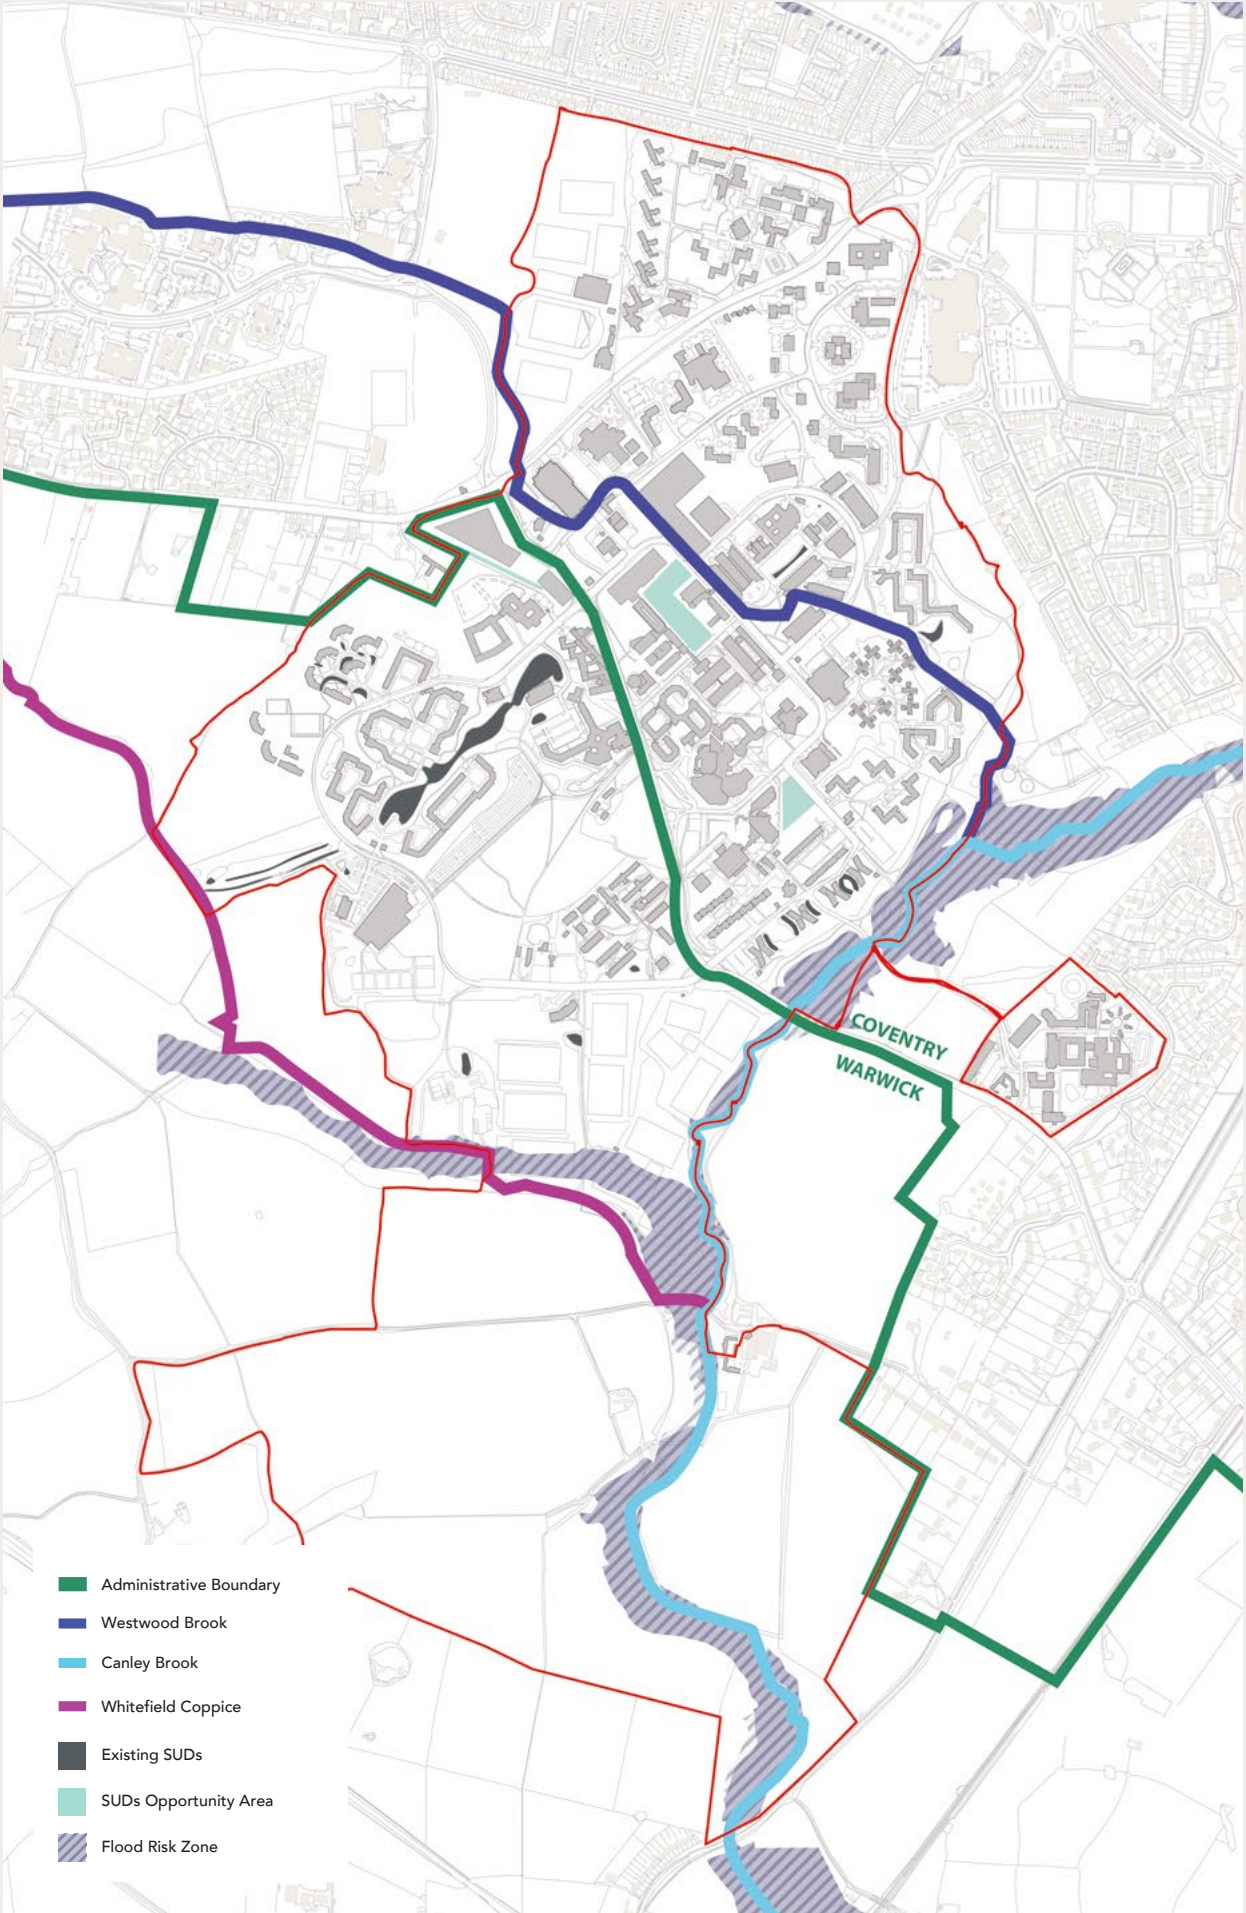 COVENTRY
WARWICK
Administrative Boundary
Westwood Brook
Canley Brook
Whitefield Coppice
Existing SUDs
SUDs Opportunity Area
Flood Risk Zone